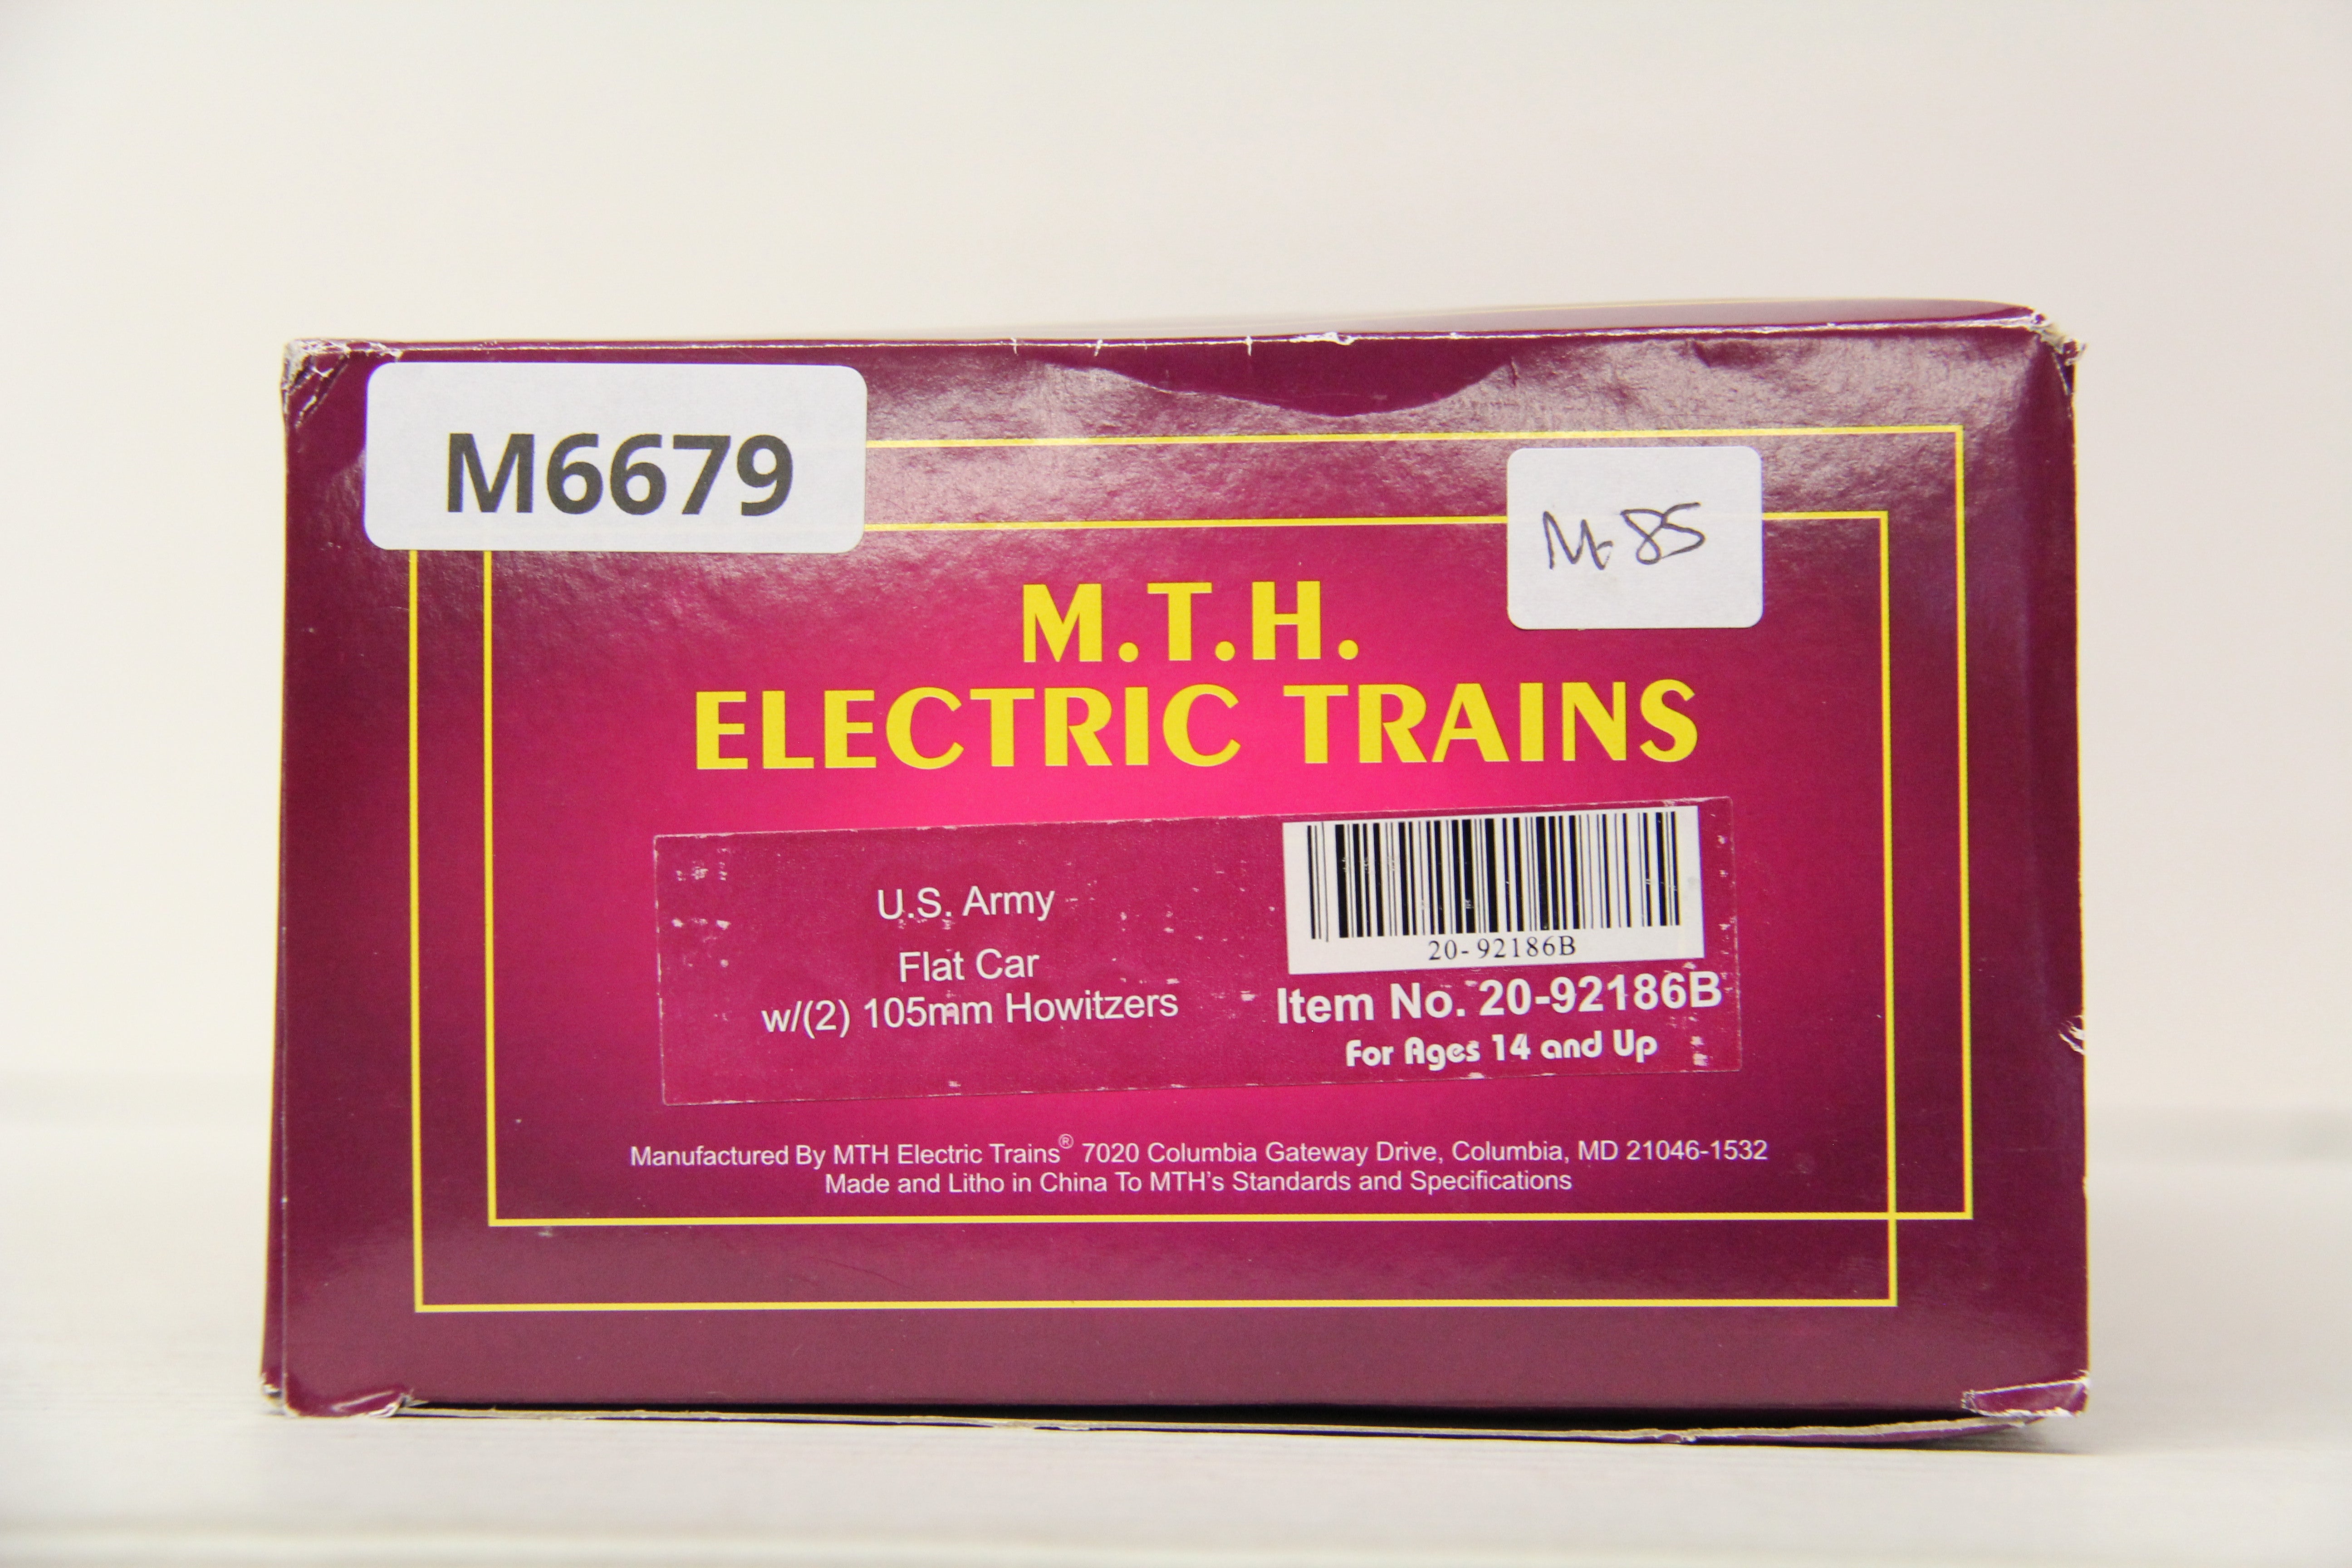 M6679
M 85
M.T.H.
ELECTRIC TRAINS
U.S. Army
Flat Car
w/(2) 105mm Howitzers
20-92186B
Item No. 20-92186B
For Ages 14 and Up
Manufactured By MTH Electric Trains® 7020 Columbia Gateway Drive, Columbia, MD 21046-1532
Made and Litho in China To MTH's Standards and Specifications